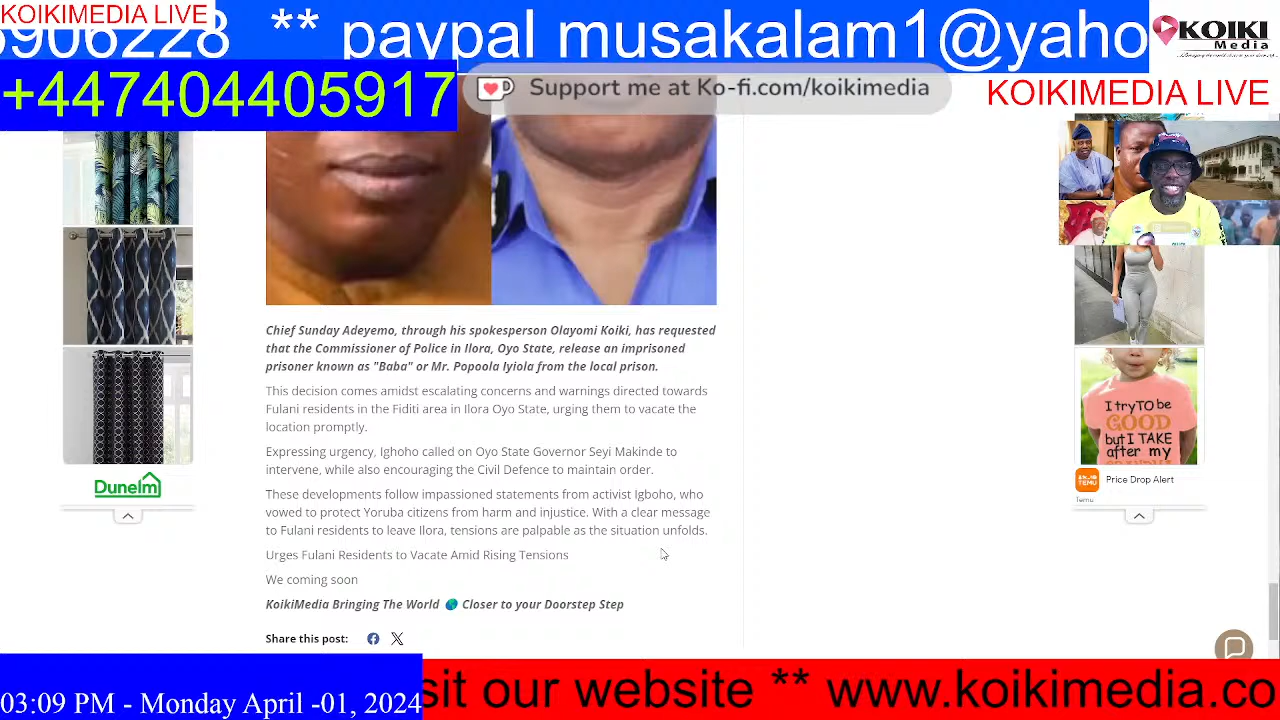 KOIKIMEDIA LIVE
6906228 ** paypal musakalam1@yaho
KOIKI
Media
+447404405917
Support me at Ko-fi.com/koikimedia
KOIKIMEDIA LIVE
Chief Sunday Adeyemo, through his spokesperson Olayomi Koiki, has requested
that the Commissioner of Police in Ilora, Oyo State, release an imprisoned
prisoner known as "Baba" or Mr. Popoola Iyiola from the local prison.
This decision comes amidst escalating concerns and warnings directed towards
Fulani residents in the Fiditi area in Ilora Oyo State, urging them to vacate the
location promptly.
Expressing urgency, Ighoho called on Oyo State Governor Seyi Makinde to
intervene, while also encouraging the Civil Defence to maintain order.
These developments follow impassioned statements from activist Igboho, who
vowed to protect Yoruba citizens from harm and injustice. With a clear message
to Fulani residents to leave Ilora, tensions are palpable as the situation unfolds.
Urges Fulani Residents to Vacate Amid Rising Tensions
We coming soon
KoikiMedia Bringing The World 🌎 Closer to your Doorstep Step
Share this post:
Dunelm
I TRY TO BE
GOOD
but I TAKE
after my
TEMU
Price Drop Alert
Temu
03:09 PM - Monday April -01, 2024
sit our website ** www.koikimedia.co